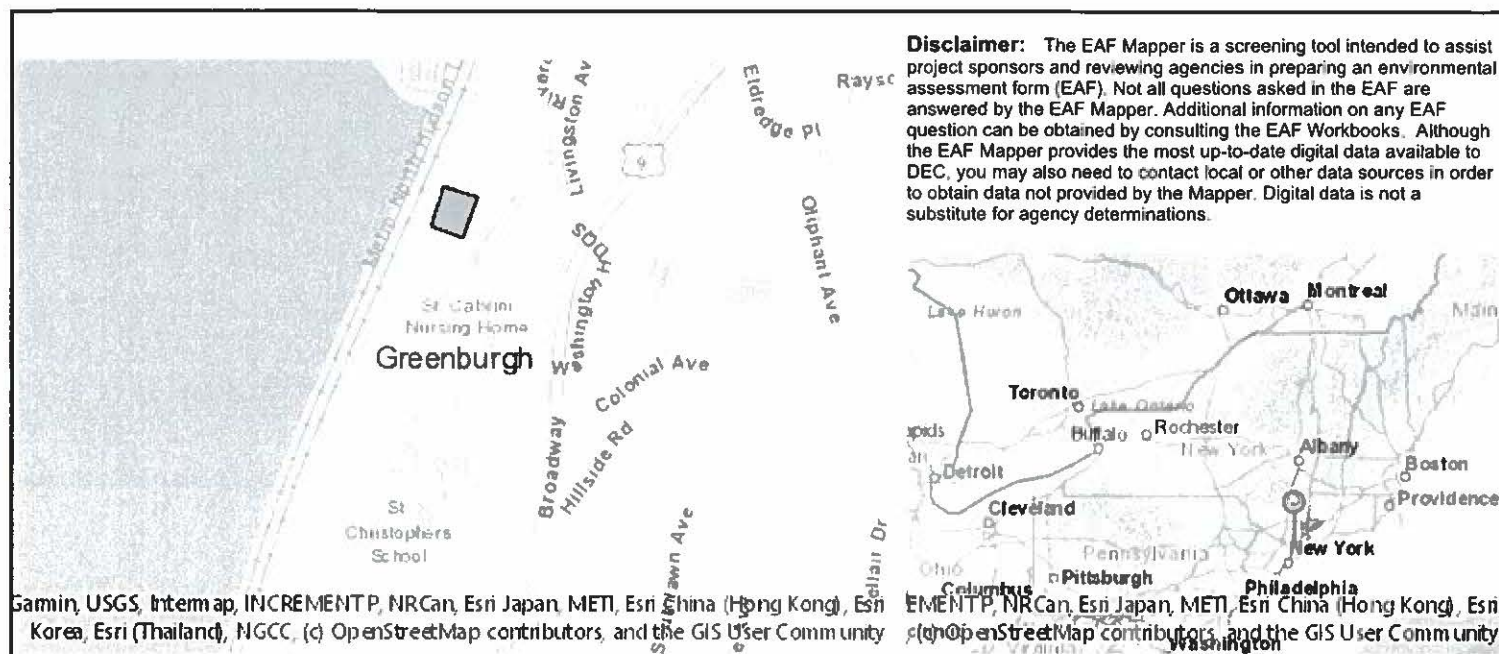 Disclaimer: The EAF Mapper is a screening tool intended to assist
project sponsors and reviewing agencies in preparing an environmental
assessment form (EAF). Not all questions asked in the EAF are
answered by the EAF Mapper. Additional information on any EAF
question can be obtained by consulting the EAF Workbooks. Although
the EAF Mapper provides the most up-to-date digital data available to
DEC, you may also need to contact local or other data sources in order
to obtain data not provided by the Mapper. Digital data is not a
substitute for agency determinations.
Livingston Av
Eldredge Pl
Raysc
9
Oliphant Ave
Metro North Hudson
St Cabrini
Nursing Home
Greenburgh
Colonial Ave
Broadway
Hillside Rd
St
Christophers
School
Garmin, USGS, Intermap, INCREMENT P, NRCan, Esri Japan, METI, Esri China (Hong Kong), Esri
Korea, Esri (Thailand), NGCC, (c) OpenStreetMap contributors, and the GIS User Community
Ottawa
Montreal
Main
Lake Huron
Toronto
Lake Ontario
apids
Buffalo
Rochester
New York
Albany
Detroit
Boston
Providence
Cleveland
New York
Pennsylvania
Ohio
Pittsburgh
Columbus
Philadelphia
EMENT P, NRCan, Esri Japan, METI, Esri China (Hong Kong), Esri
(c) OpenStreetMap contributors, and the GIS User Community
Washington